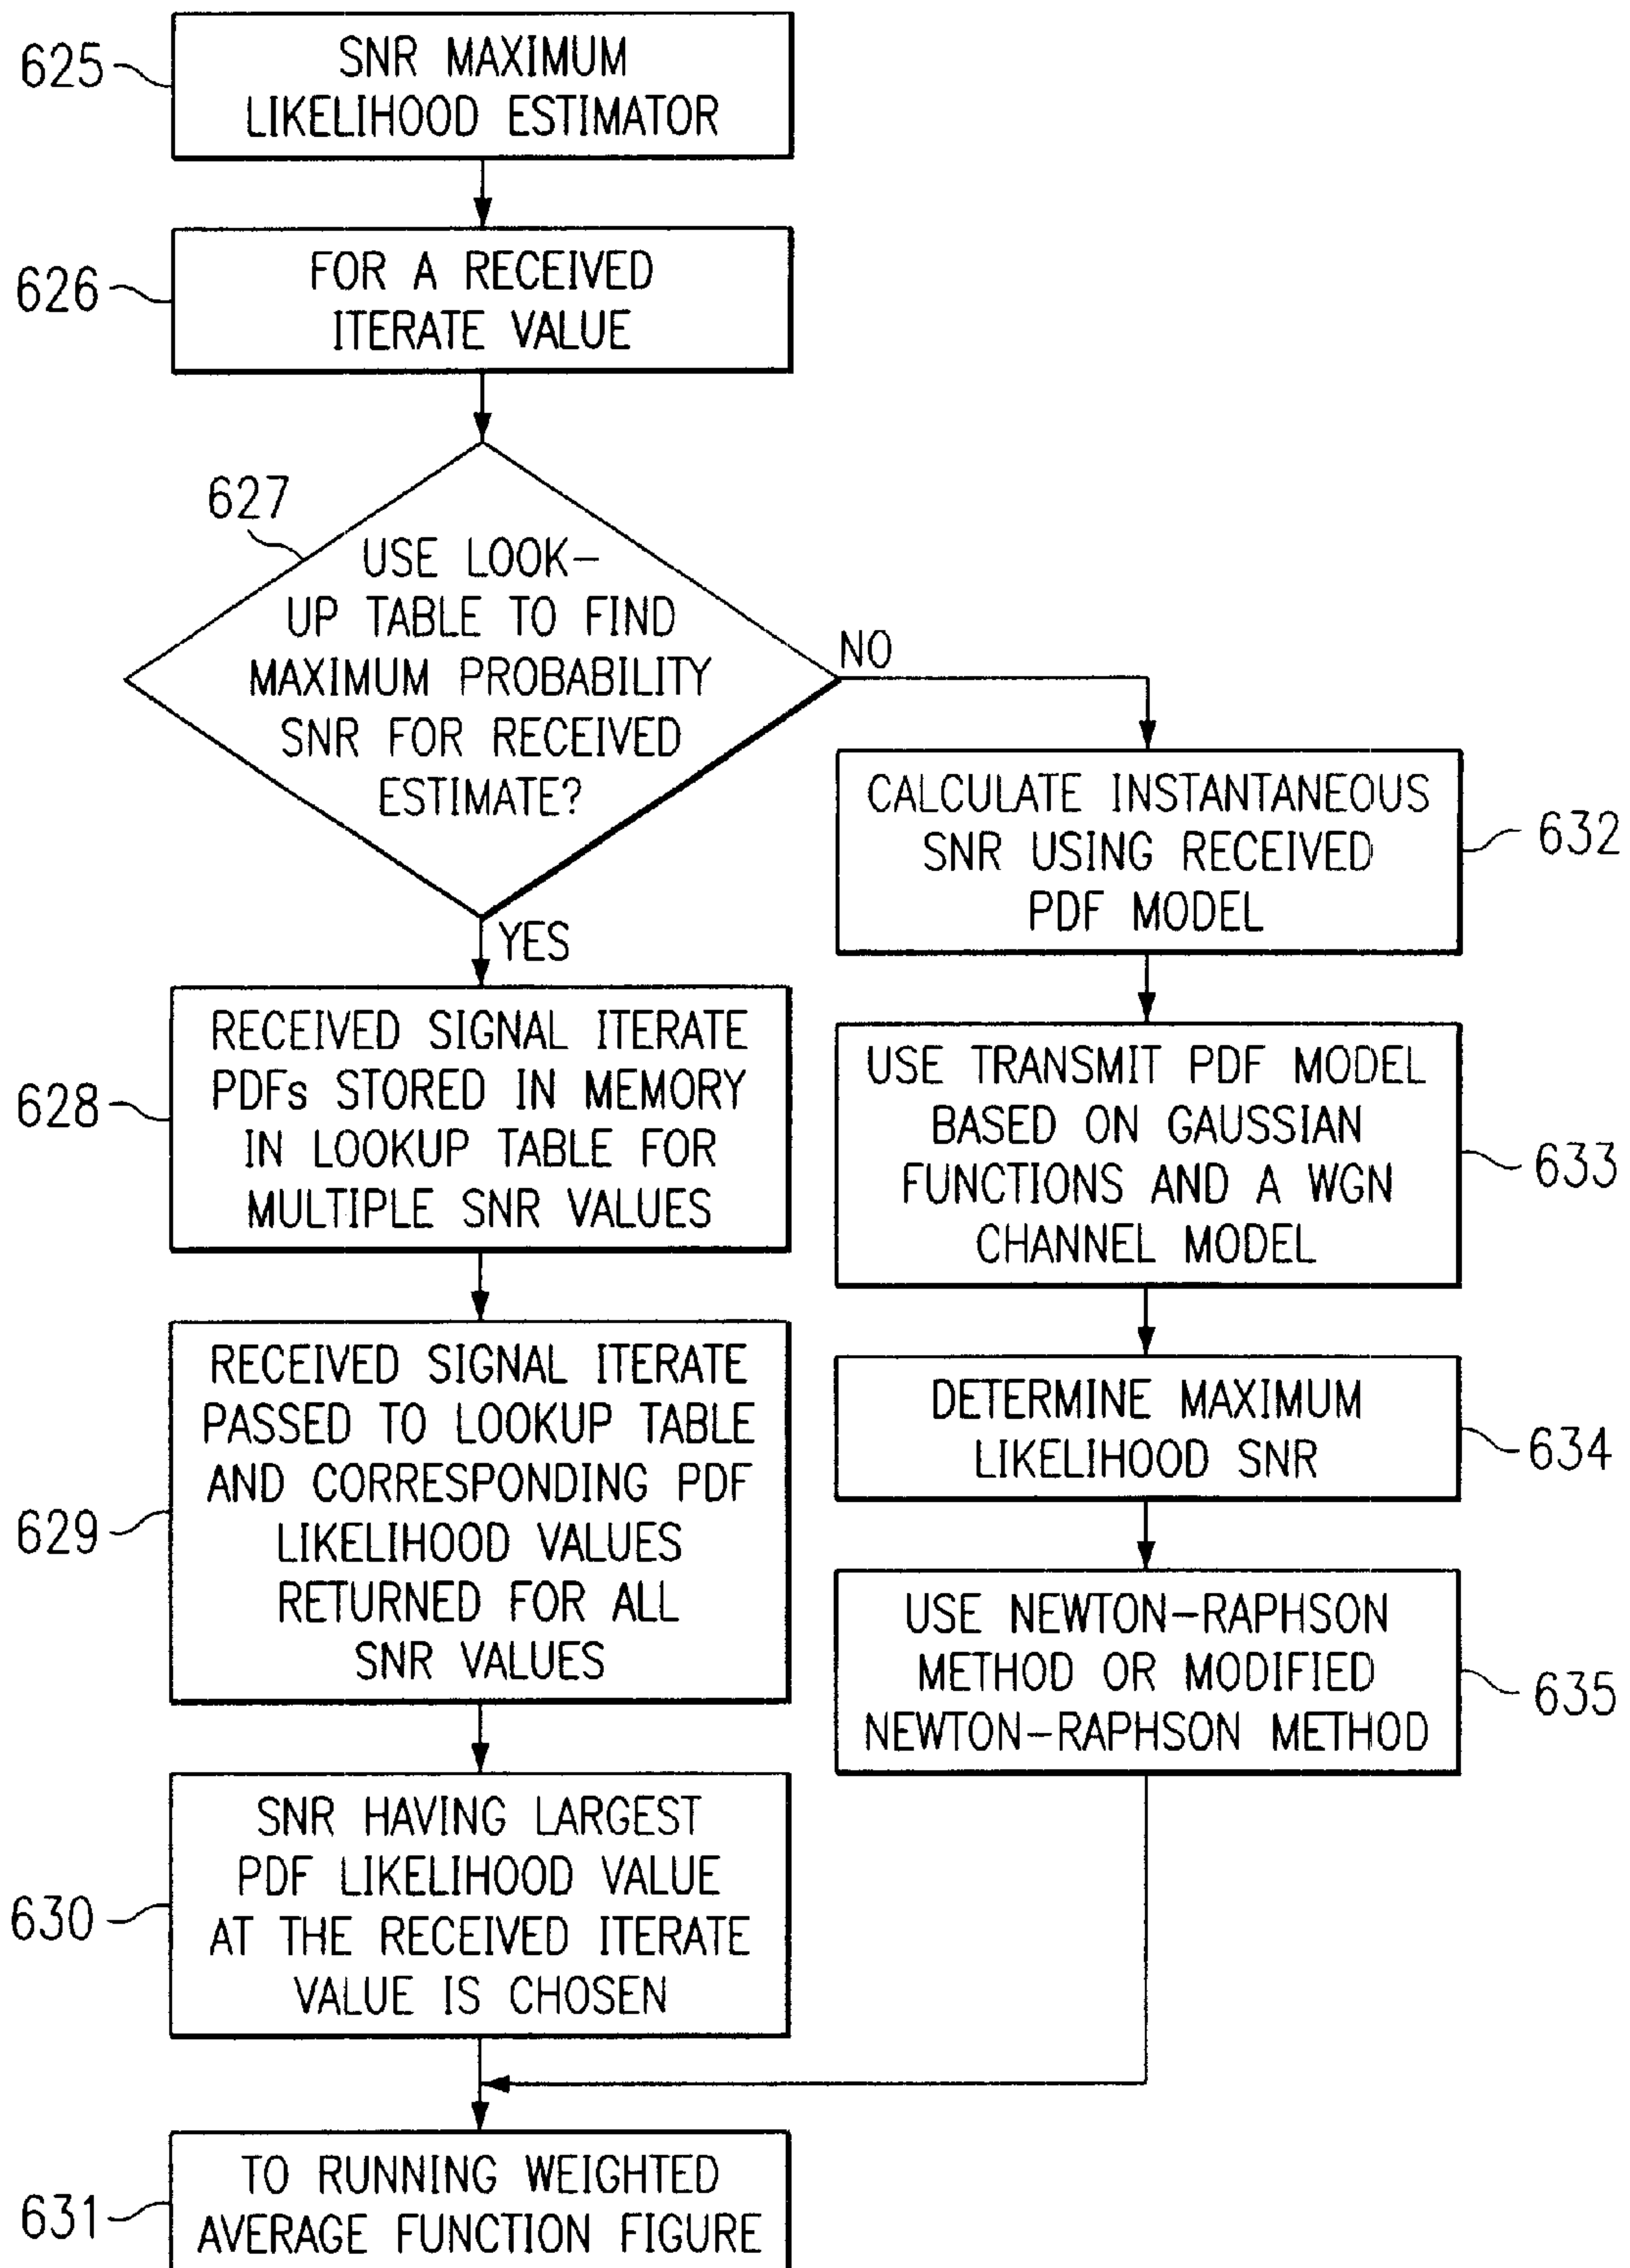 625
SNR MAXIMUM
LIKELIHOOD ESTIMATOR
626
FOR A RECEIVED
ITERATE VALUE
627
USE LOOK-
UP TABLE TO FIND
MAXIMUM PROBABILITY
SNR FOR RECEIVED
ESTIMATE?
NO
YES
628
RECEIVED SIGNAL ITERATE
PDFs STORED IN MEMORY
IN LOOKUP TABLE FOR
MULTIPLE SNR VALUES
629
RECEIVED SIGNAL ITERATE
PASSED TO LOOKUP TABLE
AND CORRESPONDING PDF
LIKELIHOOD VALUES
RETURNED FOR ALL
SNR VALUES
630
SNR HAVING LARGEST
PDF LIKELIHOOD VALUE
AT THE RECEIVED ITERATE
VALUE IS CHOSEN
CALCULATE INSTANTANEOUS
SNR USING RECEIVED
PDF MODEL
632
USE TRANSMIT PDF MODEL
BASED ON GAUSSIAN
FUNCTIONS AND A WGN
CHANNEL MODEL
633
DETERMINE MAXIMUM
LIKELIHOOD SNR
634
USE NEWTON-RAPHSON
METHOD OR MODIFIED
NEWTON-RAPHSON METHOD
635
631
TO RUNNING WEIGHTED
AVERAGE FUNCTION FIGURE